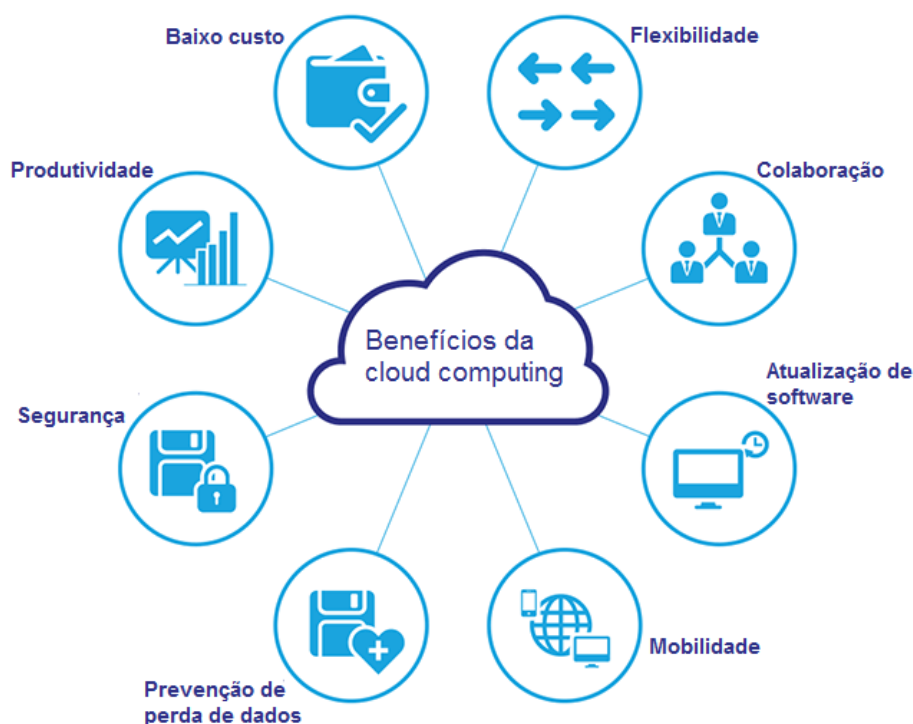 Baixo custo
Flexibilidade
Produtividade
Colaboração
Benefícios da
cloud computing
Segurança
Atualização de
software
Prevenção de
perda de dados
Mobilidade